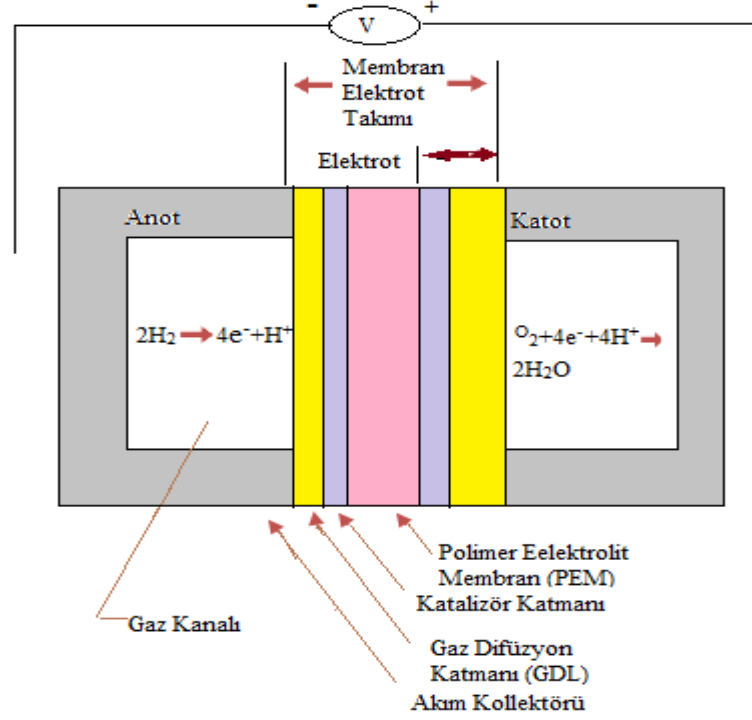 - V +
Membran
Elektrot
Takımı
Elektrot
Anot
Katot
2H₂ → 4e⁻+H⁺
O₂+4e⁻+4H⁺ →
2H₂O
Polimer Eelektrolit
Membran (PEM)
Katalizör Katmanı
Gaz Kanalı
Gaz Difüzyon
Katmanı (GDL)
Akım Kollektörü